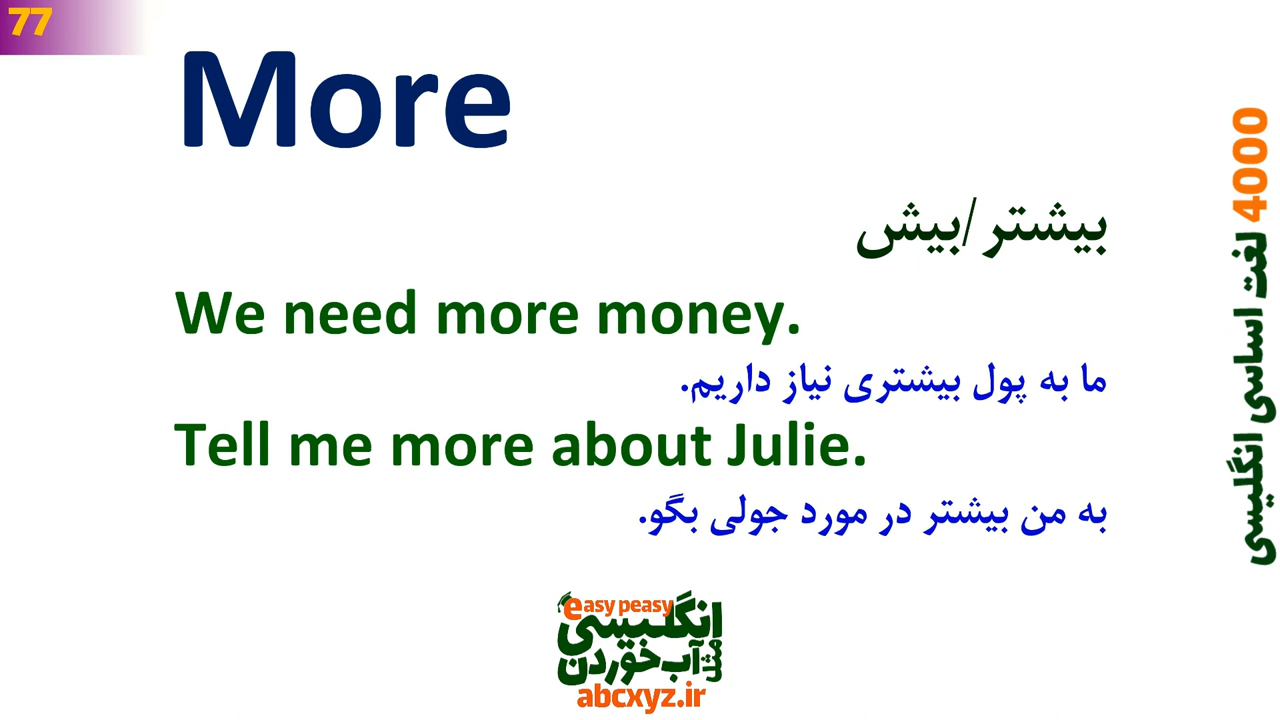 77
More
بیشتر/بیش
We need more money.
ما به پول بیشتری نیاز داریم.
Tell me more about Julie.
به من بیشتر در مورد جولی بگو.
4000 لغت اساسی انگلیسی
easy peasy
انگلیسی
مثل
آب خوردن
abcxyz.ir